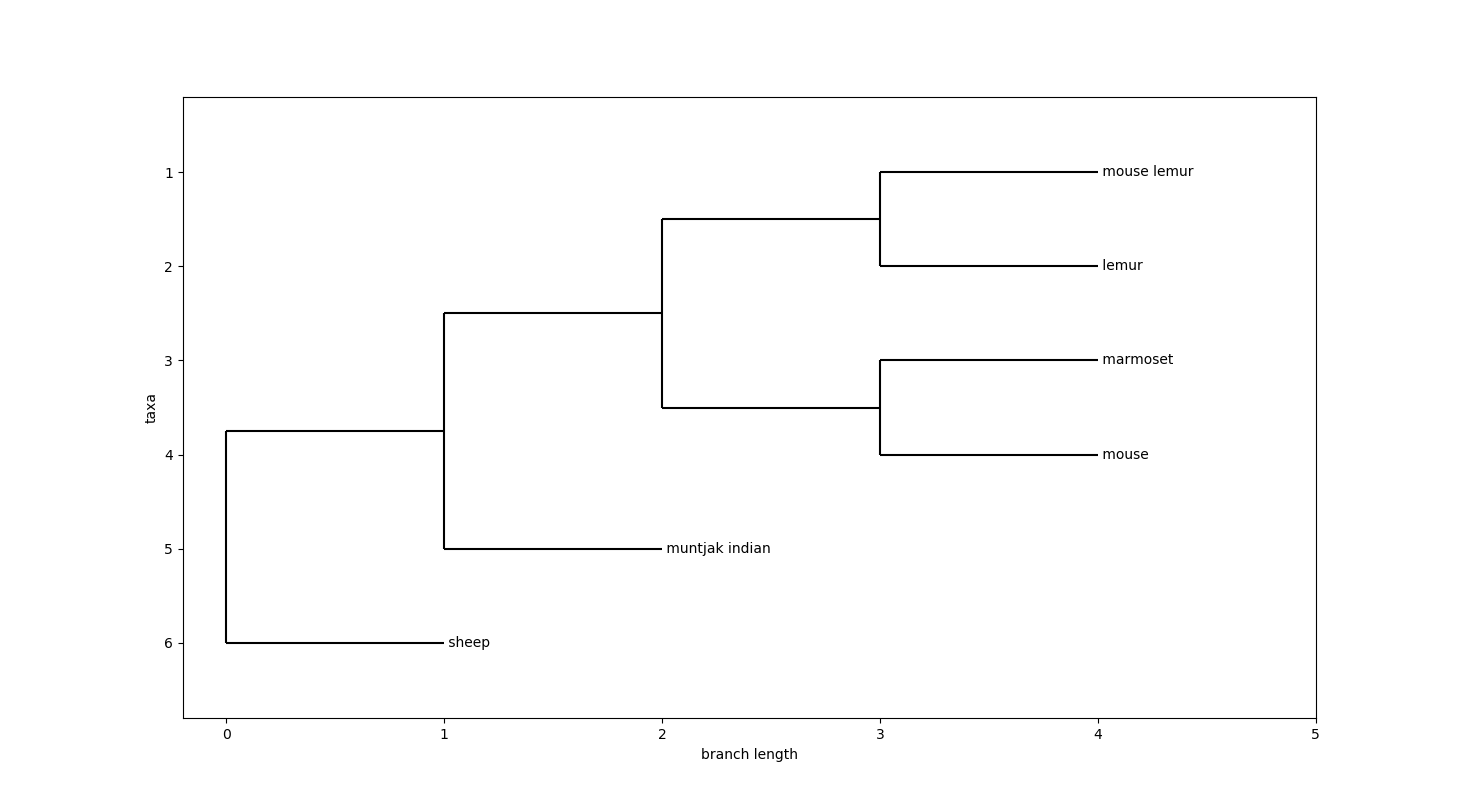 1
mouse lemur
2
lemur
3
marmoset
taxa
4
mouse
5
muntjak indian
6
sheep
0 1 2 3 4 5
branch length